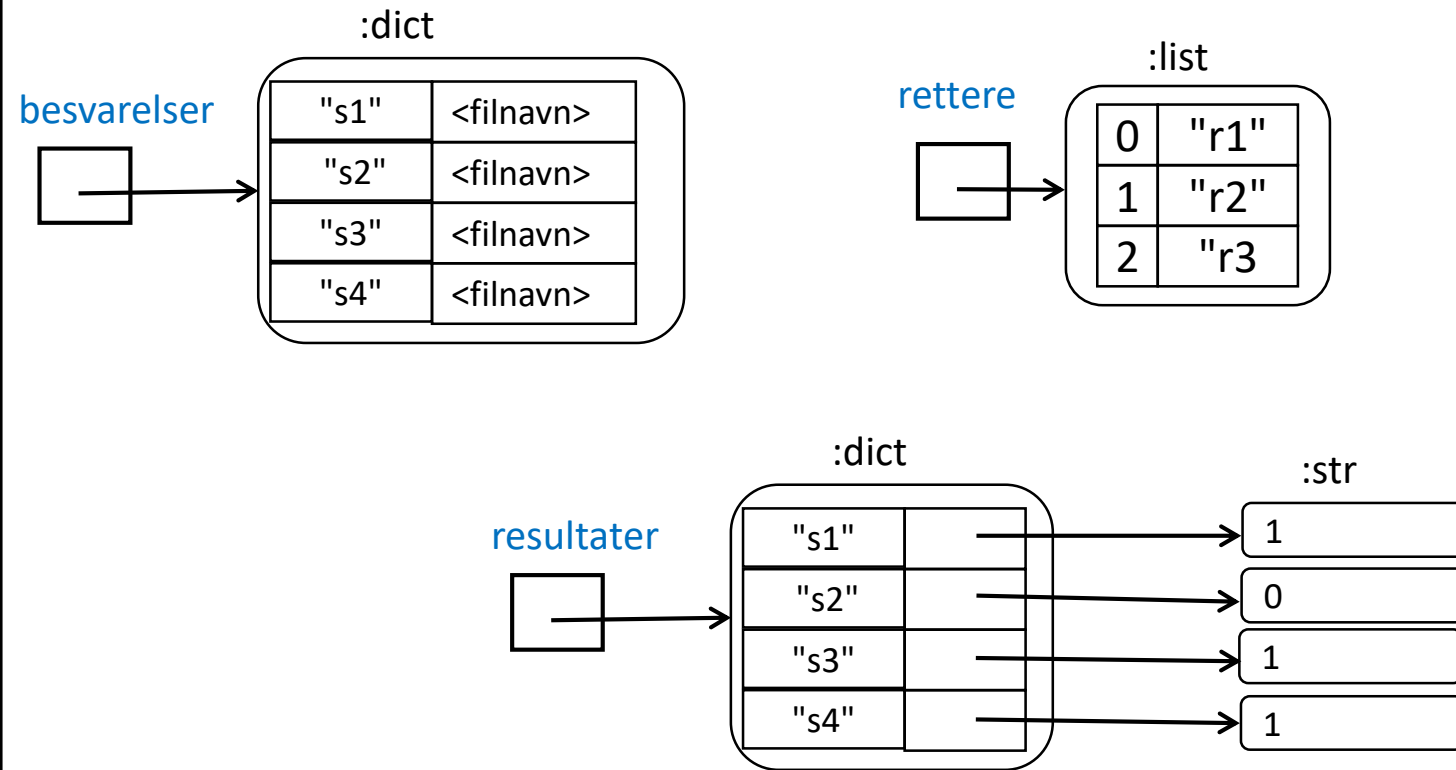 :dict
besvarelser
"s1" <filnavn>
"s2" <filnavn>
"s3" <filnavn>
"s4" <filnavn>
:list
rettere
0 "r1"
1 "r2"
2 "r3
:dict
:str
resultater
"s1" 1
"s2" 0
"s3" 1
"s4" 1